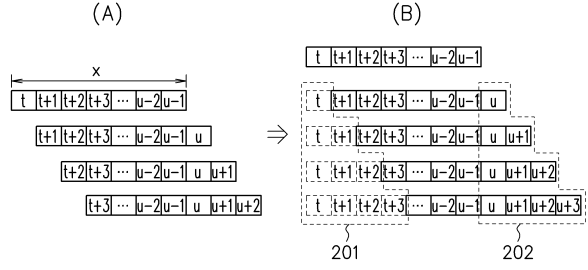 (A)
x
t t+1 t+2 t+3 ... u-2 u-1
t+1 t+2 t+3 ... u-2 u-1 u
t+2 t+3 ... u-2 u-1 u u+1
t+3 ... u-2 u-1 u u+1 u+2
⇒
(B)
t t+1 t+2 t+3 ... u-2 u-1
t t+1 t+2 t+3 ... u-2 u-1 u
t t+1 t+2 t+3 ... u-2 u-1 u u+1
t t+1 t+2 t+3 ... u-2 u-1 u u+1 u+2
t t+1 t+2 t+3 ... u-2 u-1 u u+1 u+2 u+3
201 202